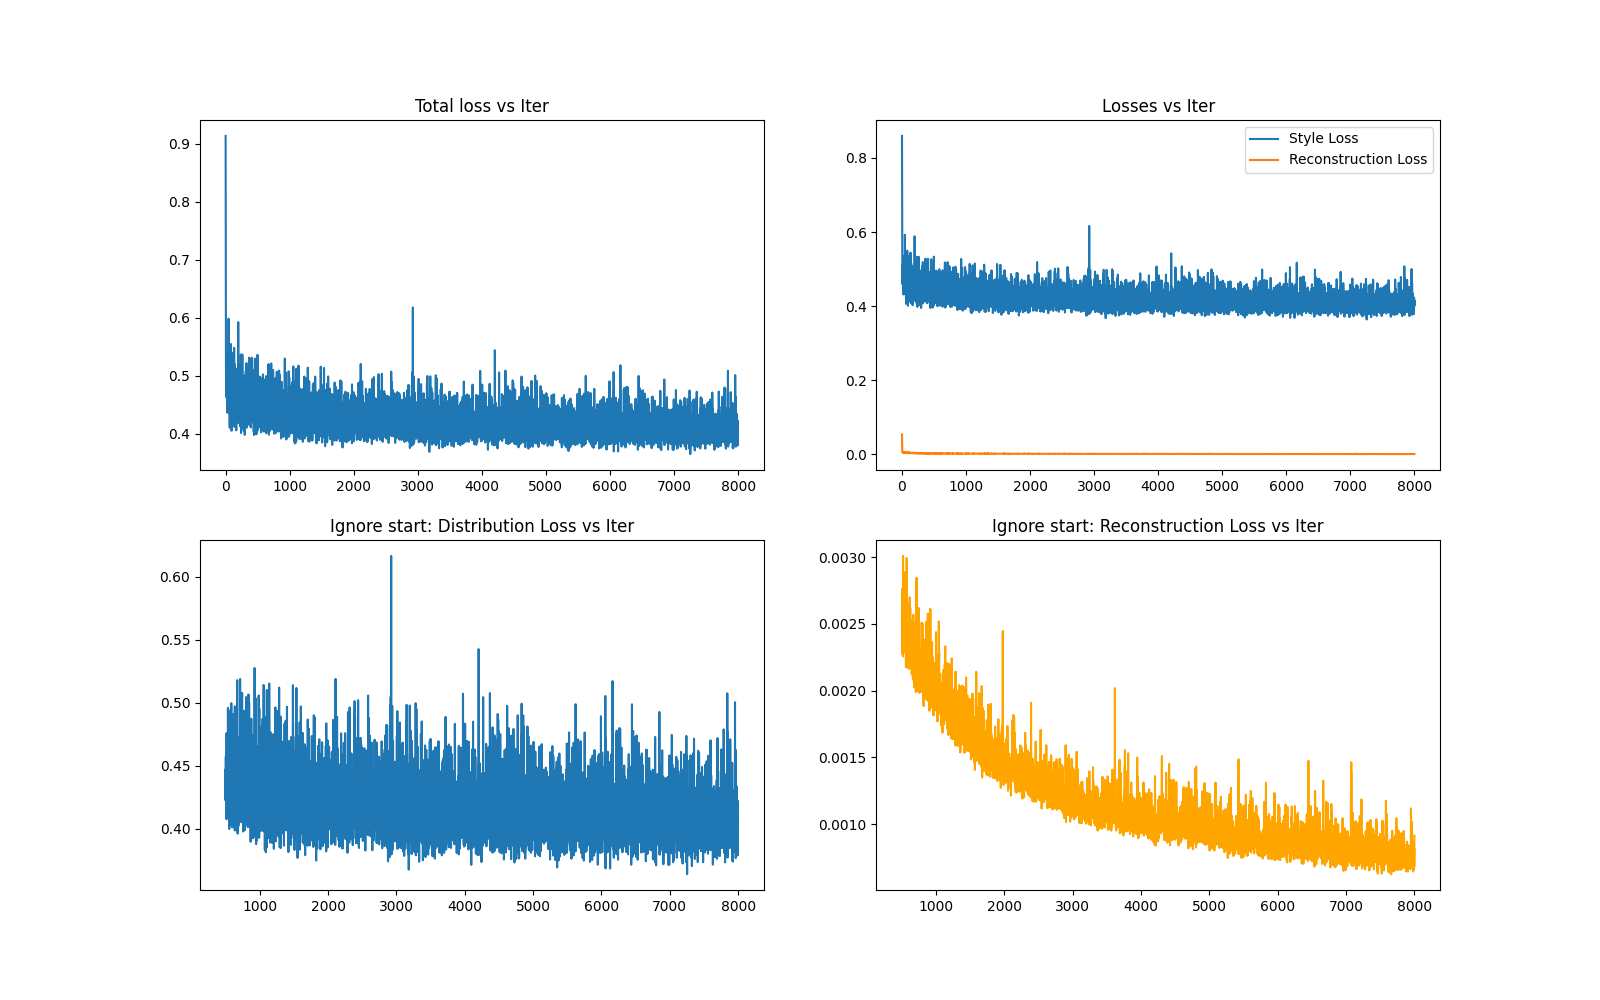 Total loss vs Iter
0.9
0.8
0.7
0.6
0.5
0.4
0 1000 2000 3000 4000 5000 6000 7000 8000
Losses vs Iter
Style Loss
Reconstruction Loss
0.8
0.6
0.4
0.2
0.0
0 1000 2000 3000 4000 5000 6000 7000 8000
Ignore start: Distribution Loss vs Iter
0.60
0.55
0.50
0.45
0.40
1000 2000 3000 4000 5000 6000 7000 8000
Ignore start: Reconstruction Loss vs Iter
0.0030
0.0025
0.0020
0.0015
0.0010
1000 2000 3000 4000 5000 6000 7000 8000